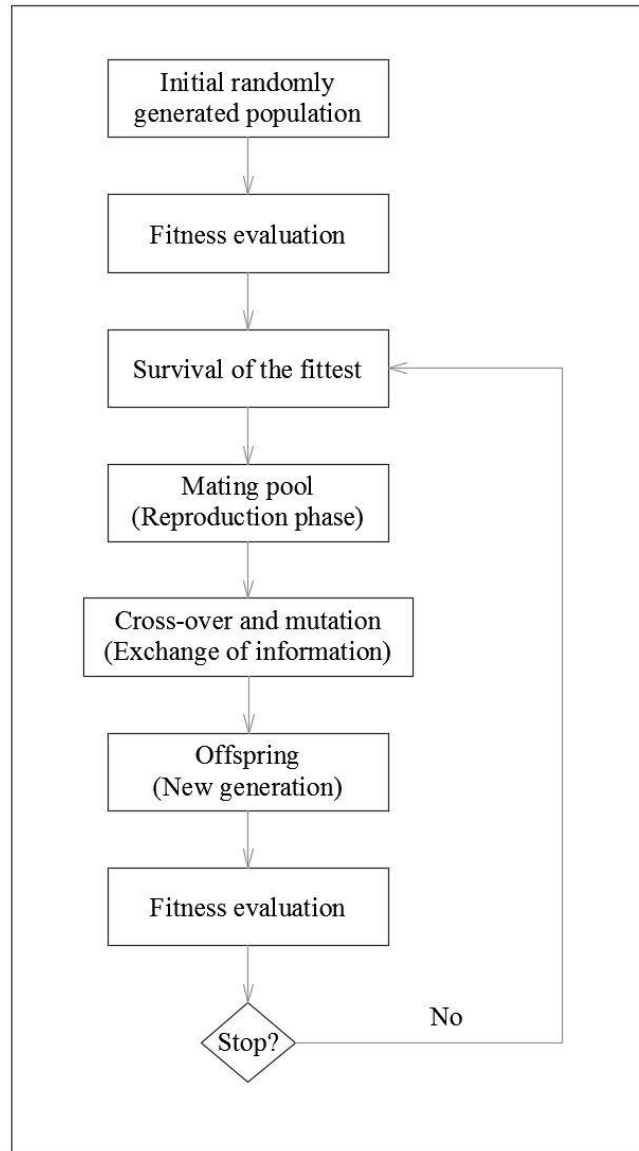 Initial randomly
generated population
Fitness evaluation
Survival of the fittest
Mating pool
(Reproduction phase)
Cross-over and mutation
(Exchange of information)
Offspring
(New generation)
Fitness evaluation
Stop?
No